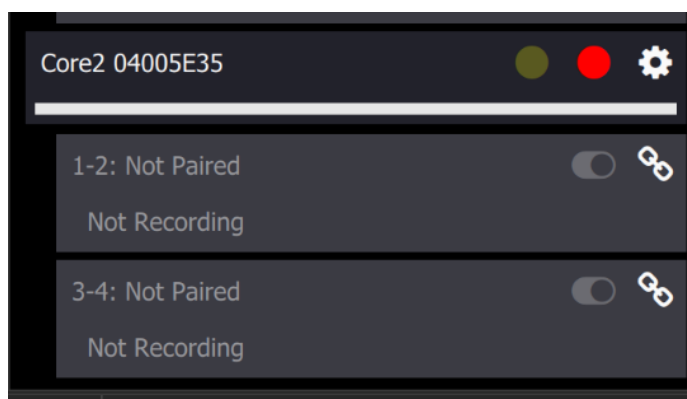 Core2 04005E35
1-2: Not Paired
Not Recording
3-4: Not Paired
Not Recording